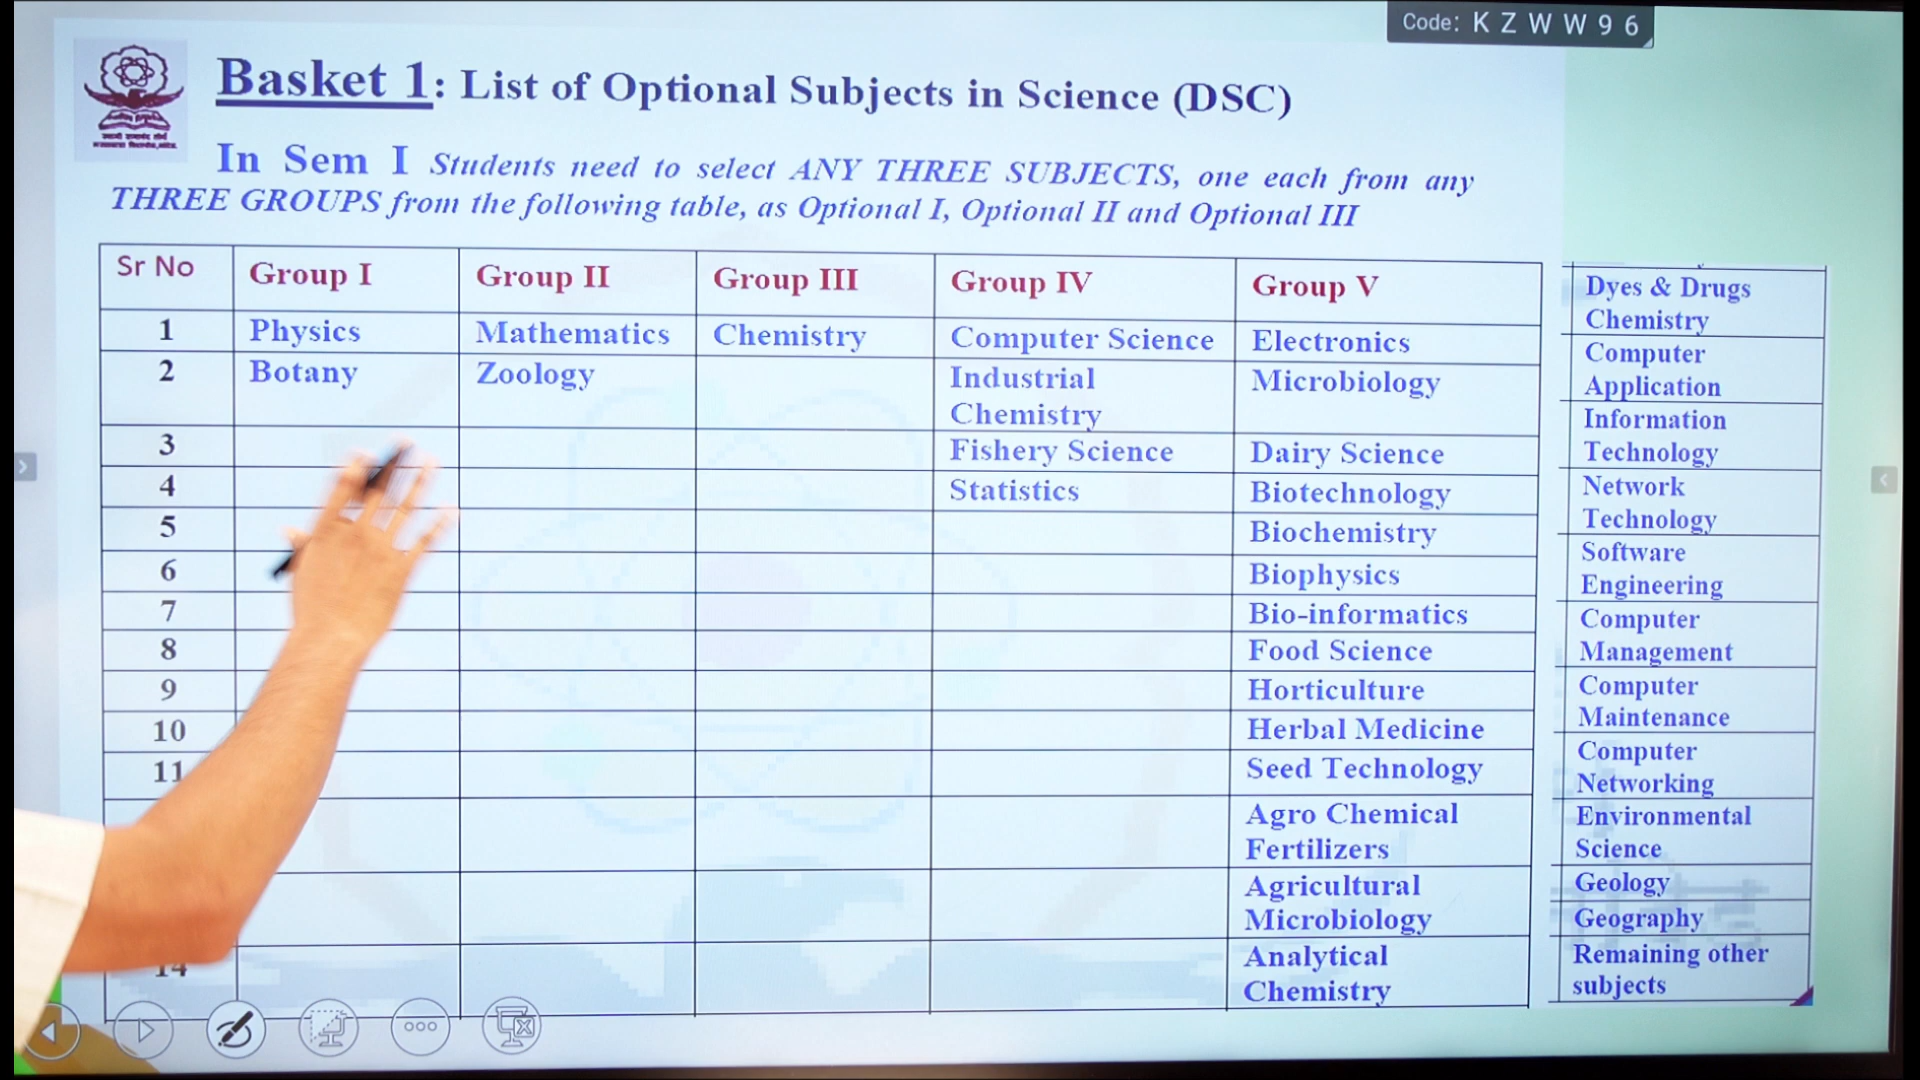 Code: K Z W W 9 6
Basket 1: List of Optional Subjects in Science (DSC)
In Sem I Students need to select ANY THREE SUBJECTS, one each from any
THREE GROUPS from the following table, as Optional I, Optional II and Optional III
Sr No Group I Group II Group III Group IV Group V
1 Physics Mathematics Chemistry Computer Science Electronics
2 Botany Zoology Industrial Microbiology
Chemistry
3 Fishery Science Dairy Science
4 Statistics Biotechnology
5 Biochemistry
6 Biophysics
7 Bio-informatics
8 Food Science
9 Horticulture
10 Herbal Medicine
11 Seed Technology
Agro Chemical
Fertilizers
Agricultural
Microbiology
14 Analytical
Chemistry
Dyes & Drugs
Chemistry
Computer
Application
Information
Technology
Network
Technology
Software
Engineering
Computer
Management
Computer
Maintenance
Computer
Networking
Environmental
Science
Geology
Geography
Remaining other
subjects